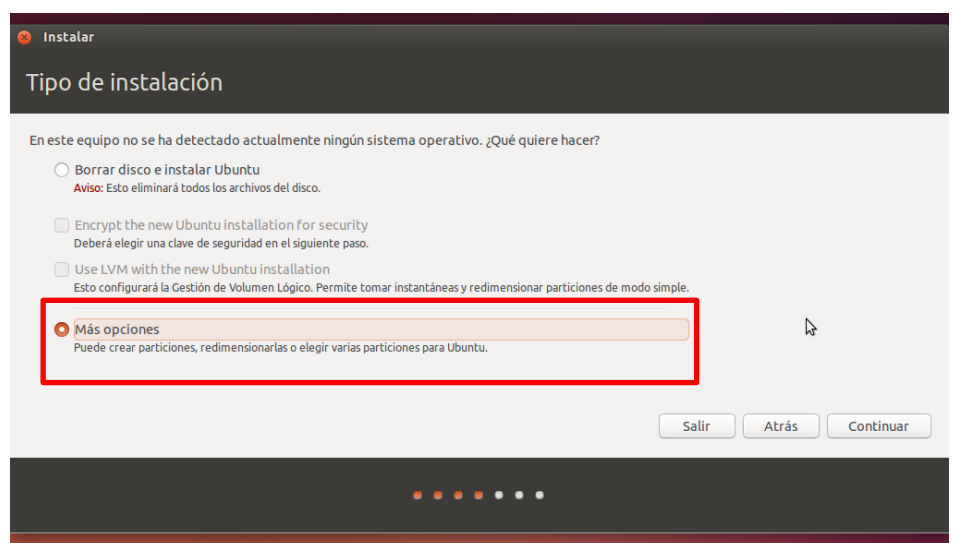 Instalar
Tipo de instalación
En este equipo no se ha detectado actualmente ningún sistema operativo. ¿Qué quiere hacer?
Borrar disco e instalar Ubuntu
Aviso: Esto eliminará todos los archivos del disco.
Encrypt the new Ubuntu installation for security
Deberá elegir una clave de seguridad en el siguiente paso.
Use LVM with the new Ubuntu installation
Esto configurará la Gestión de Volumen Lógico. Permite tomar instantáneas y redimensionar particiones de modo simple.
Más opciones
Puede crear particiones, redimensionarlas o elegir varias particiones para Ubuntu.
Salir Atrás Continuar